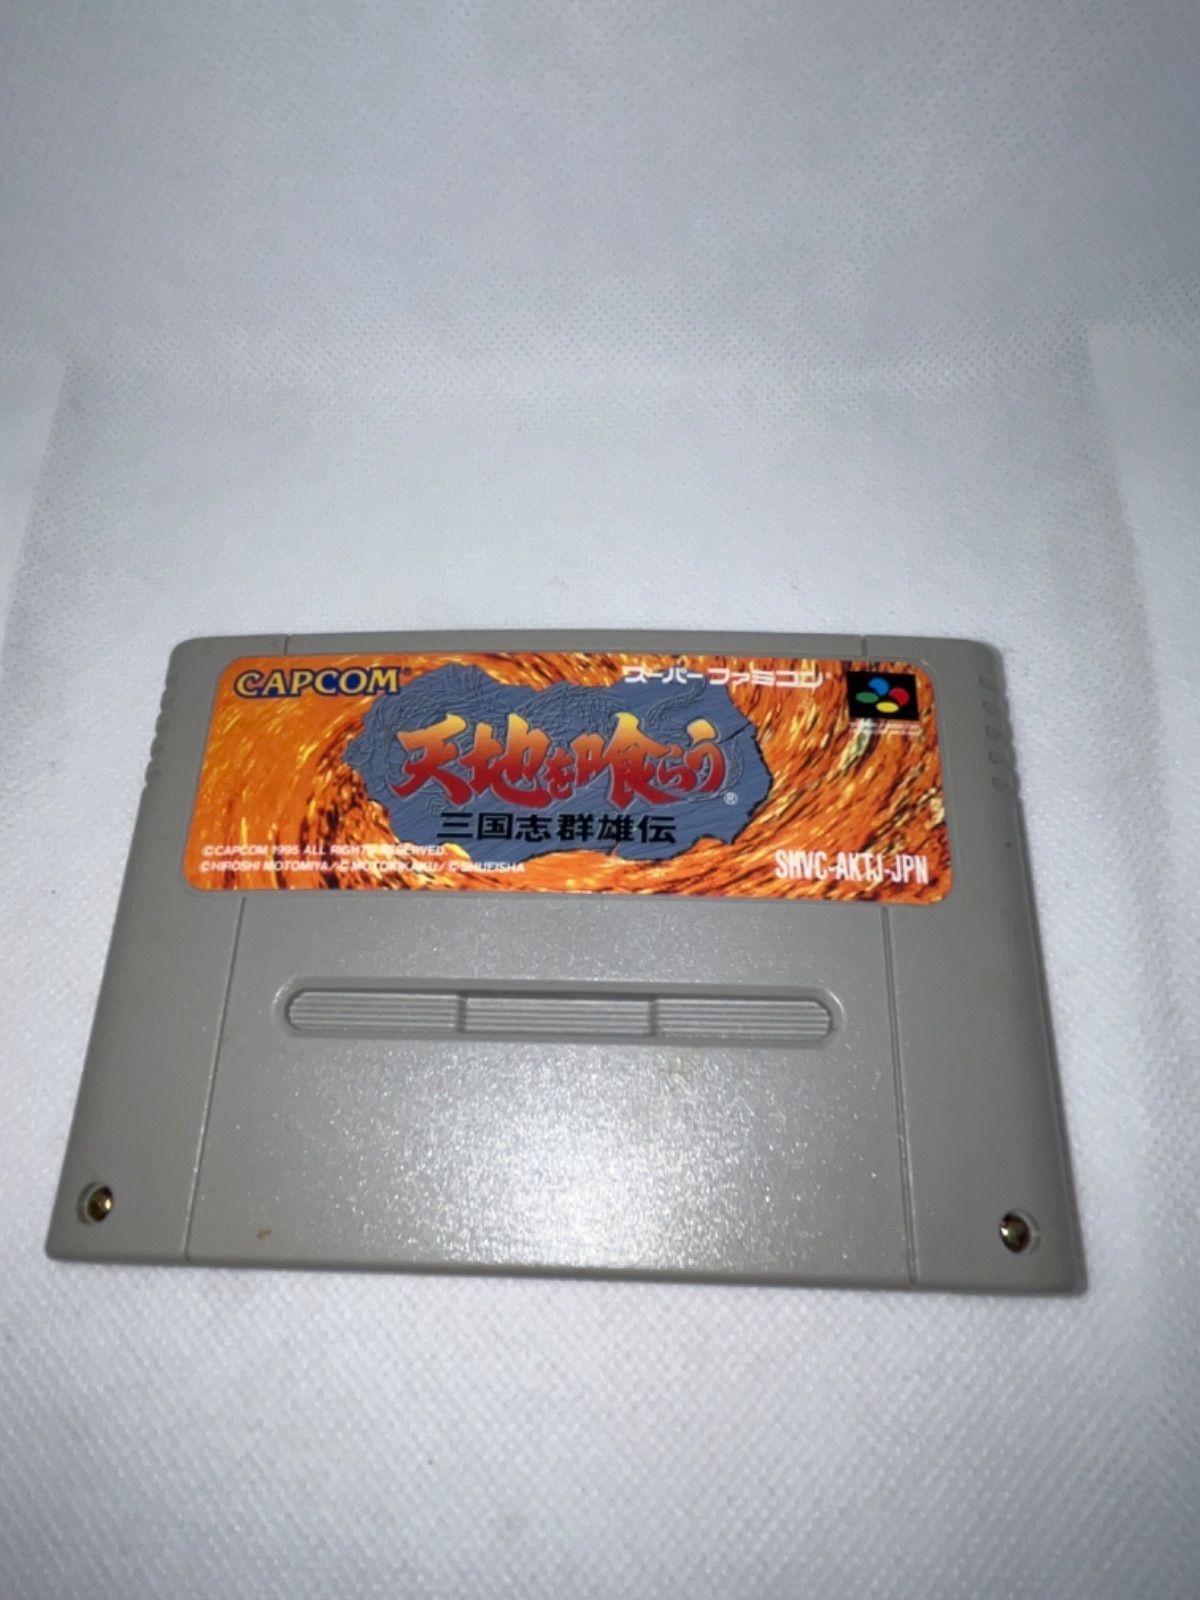 CAPCOM®
スーパーファミコン®
天地を喰らう®
三国志群雄伝
©CAPCOM 1995 ALL RIGHTS RESERVED.
©HIROSHI MOTOMIYA/©MOTOKIKAKU/©SHUEISHA
SHVC-AKTJ-JPN